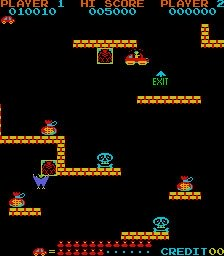 PLAYER 1 HI SCORE PLAYER 2
010010 005000 000000
EXIT
CREDIT00